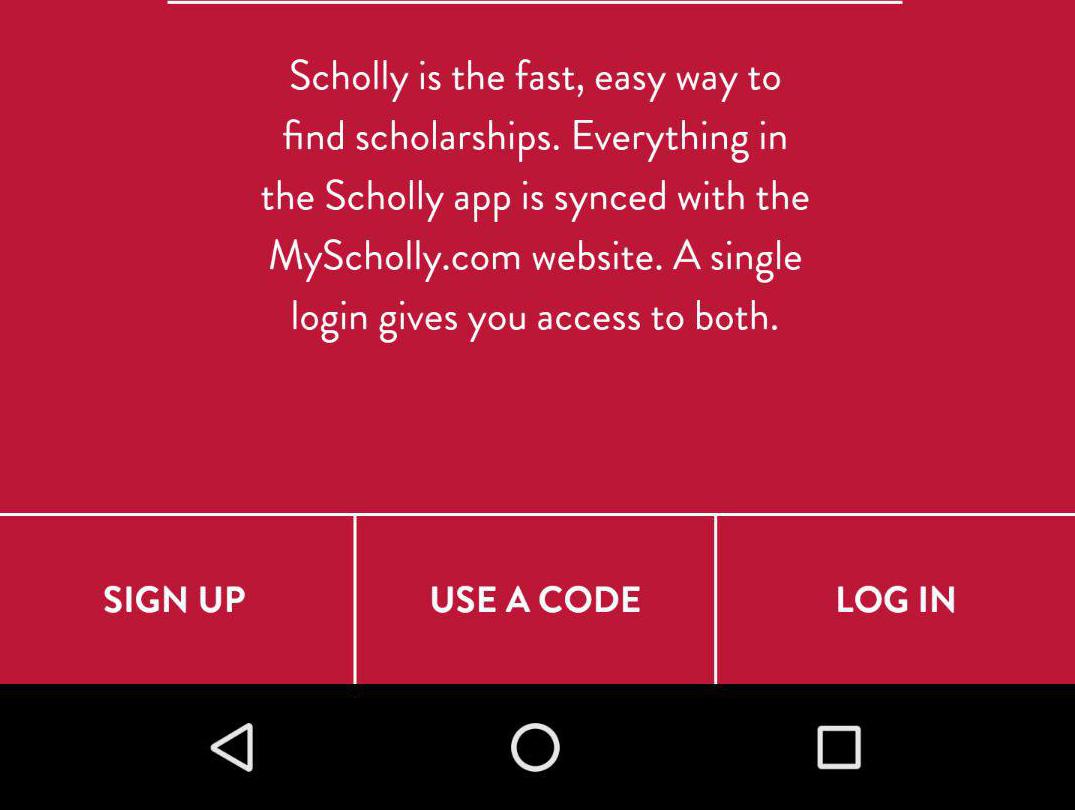 Scholly is the fast, easy way to
find scholarships. Everything in
the Scholly app is synced with the
MyScholly.com website. A single
login gives you access to both.
SIGN UP
USE A CODE
LOG IN